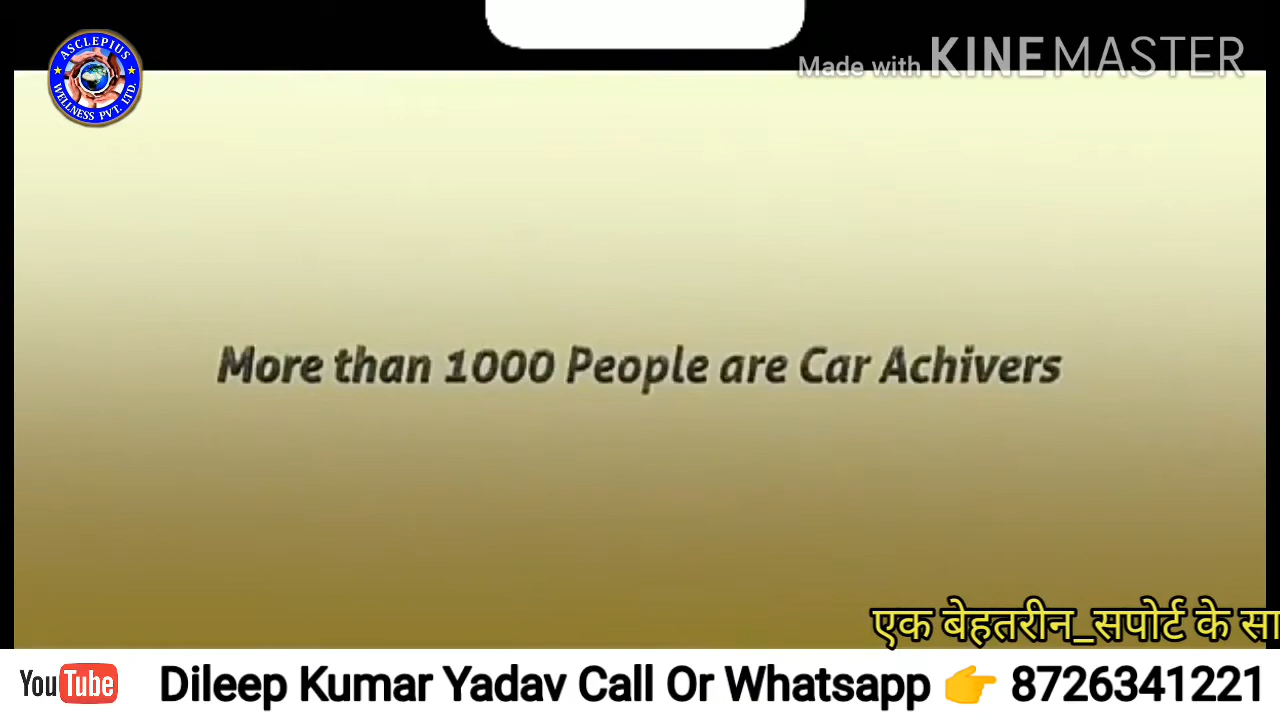 ASCLEPIUS
WELLNESS PVT. LTD.
Made with KINEMASTER
More than 1000 People are Car Achivers
एक बेहतरीन_सपोर्ट के सा
YouTube Dileep Kumar Yadav Call Or Whatsapp 👉 8726341221